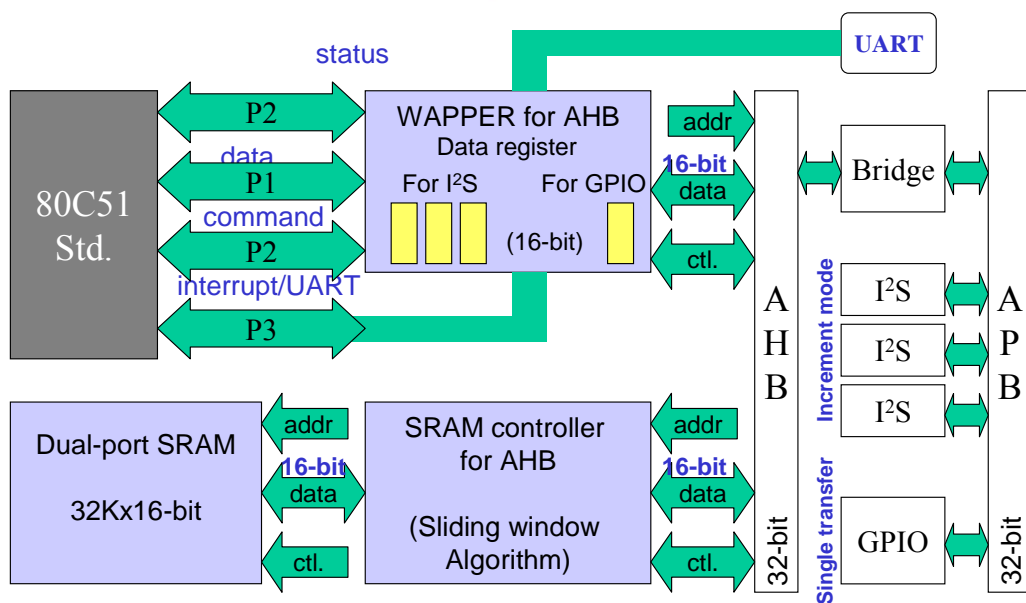 status
UART
P2
data
P1
command
P2
interrupt/UART
P3
80C51
Std.
WAPPER for AHB
Data register
For I²S
For GPIO
(16-bit)
addr
16-bit
data
ctl.
AHB
32-bit
Bridge
Increment mode
I²S
I²S
I²S
Single transfer
GPIO
APB
32-bit
Dual-port SRAM
32Kx16-bit
addr
16-bit
data
ctl.
SRAM controller
for AHB
(Sliding window
Algorithm)
addr
16-bit
data
ctl.